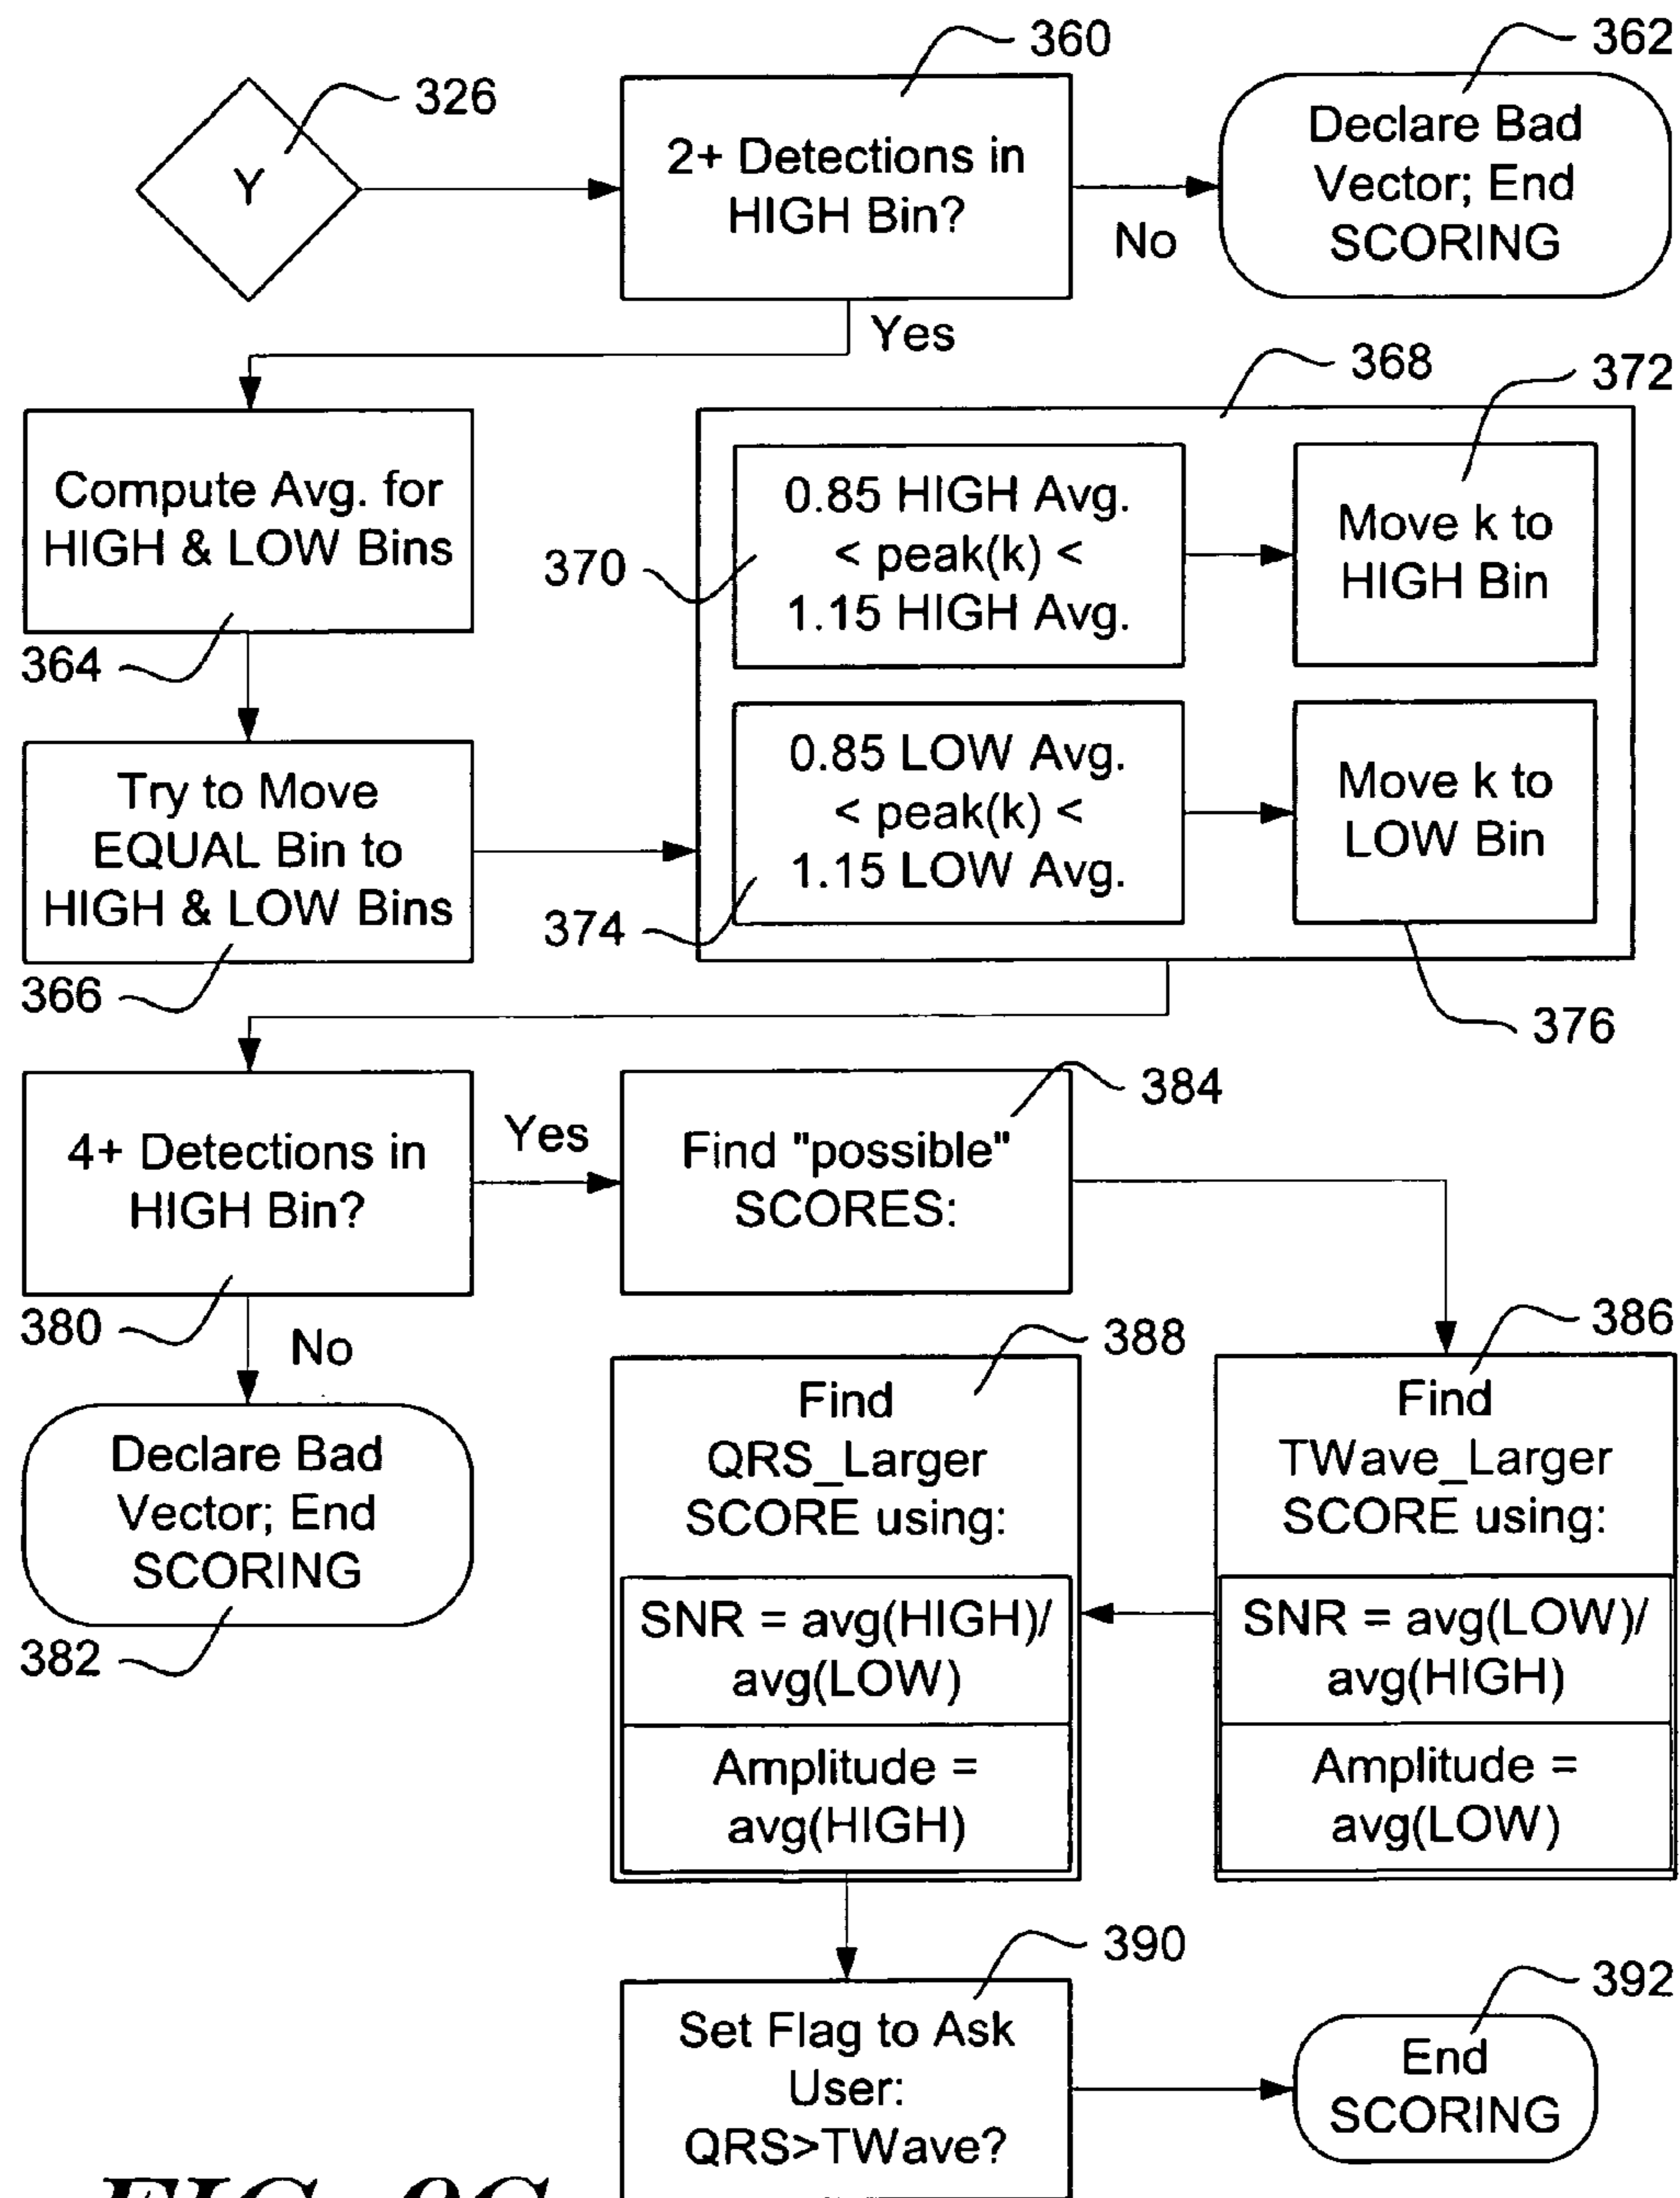 326
Y
360
2+ Detections in
HIGH Bin?
No
362
Declare Bad
Vector; End
SCORING
Yes
Compute Avg. for
HIGH & LOW Bins
364
Try to Move
EQUAL Bin to
HIGH & LOW Bins
366
368
370
0.85 HIGH Avg.
< peak(k) <
1.15 HIGH Avg.
372
Move k to
HIGH Bin
374
0.85 LOW Avg.
< peak(k) <
1.15 LOW Avg.
Move k to
LOW Bin
376
4+ Detections in
HIGH Bin?
380
Yes
No
Declare Bad
Vector; End
SCORING
382
384
Find "possible"
SCORES:
386
Find
TWave_Larger
SCORE using:
SNR = avg(LOW)/
avg(HIGH)
Amplitude =
avg(LOW)
388
Find
QRS_Larger
SCORE using:
SNR = avg(HIGH)/
avg(LOW)
Amplitude =
avg(HIGH)
390
Set Flag to Ask
User:
QRS>TWave?
392
End
SCORING